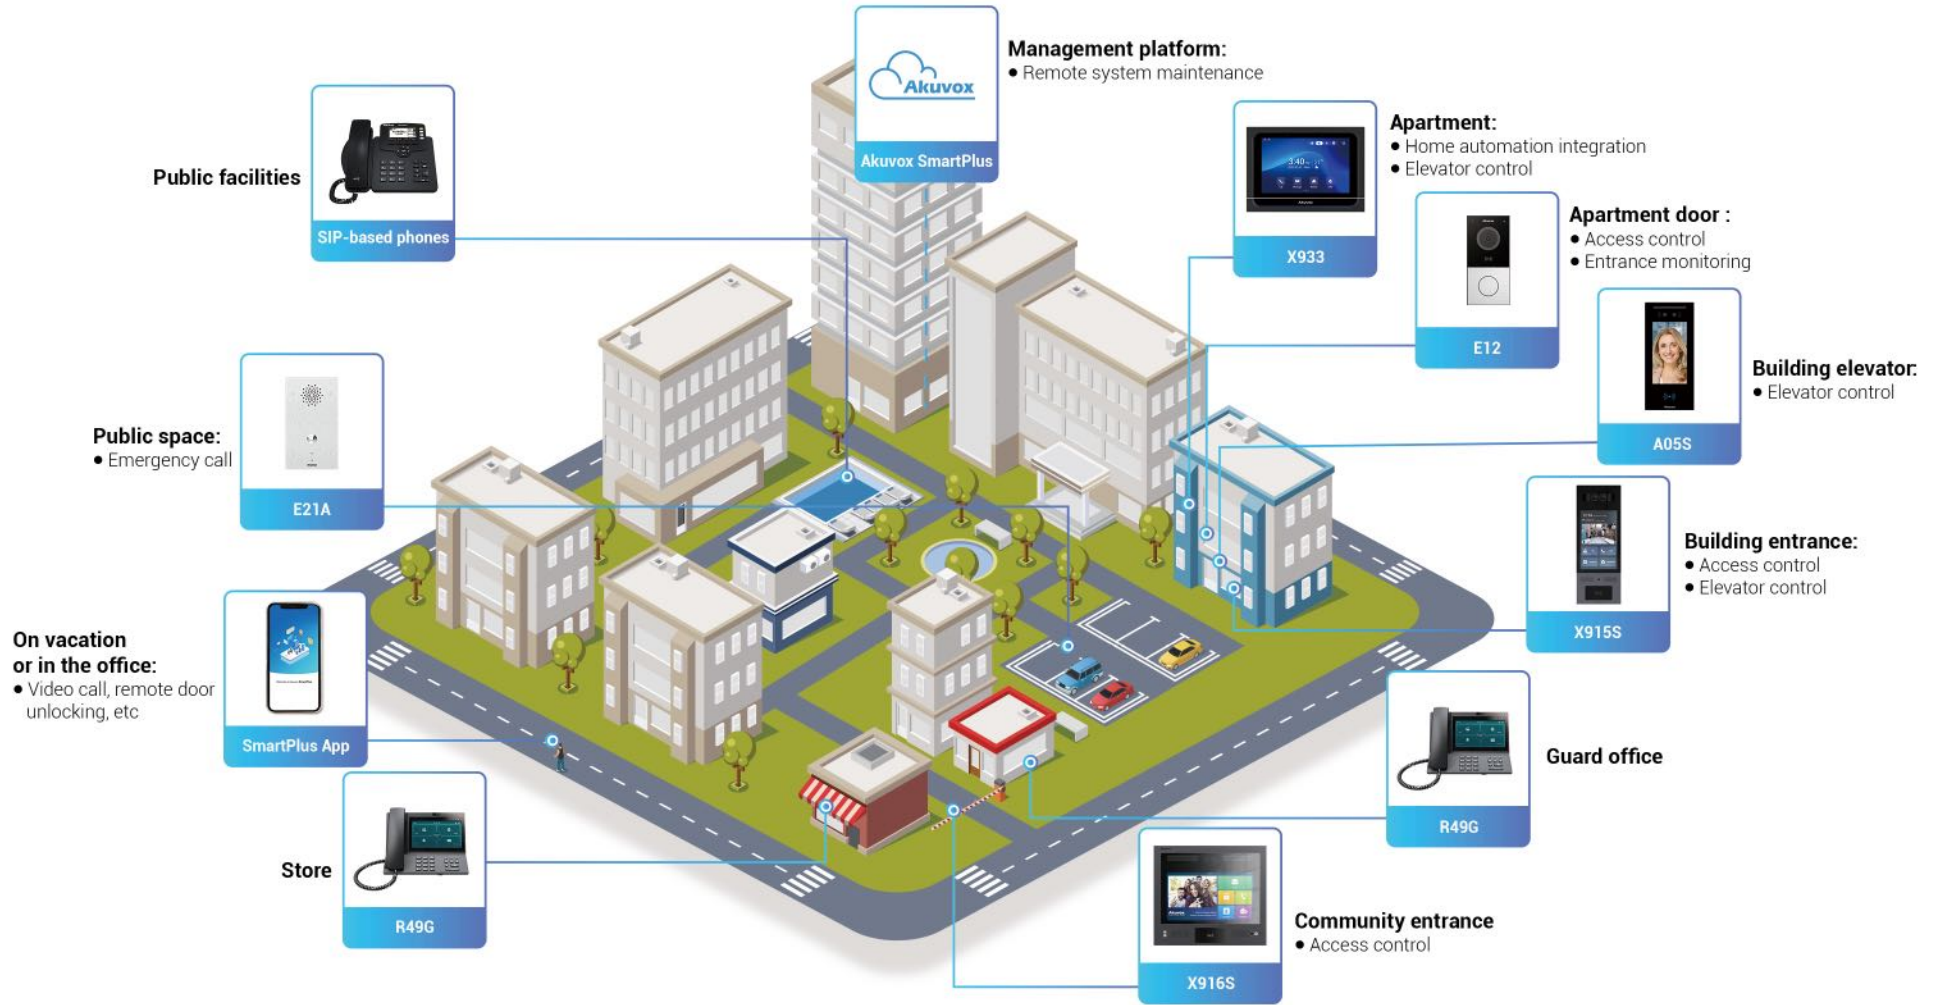 Akuvox
Akuvox SmartPlus
Management platform:
● Remote system maintenance
Public facilities
SIP-based phones
3:40
X933
Apartment:
● Home automation integration
● Elevator control
E12
Apartment door :
● Access control
● Entrance monitoring
A05S
Building elevator:
● Elevator control
Public space:
● Emergency call
E21A
X915S
Building entrance:
● Access control
● Elevator control
On vacation
or in the office:
● Video call, remote door
unlocking, etc
SmartPlus App
R49G
Guard office
Store
R49G
Akuvox
X916S
Community entrance
● Access control